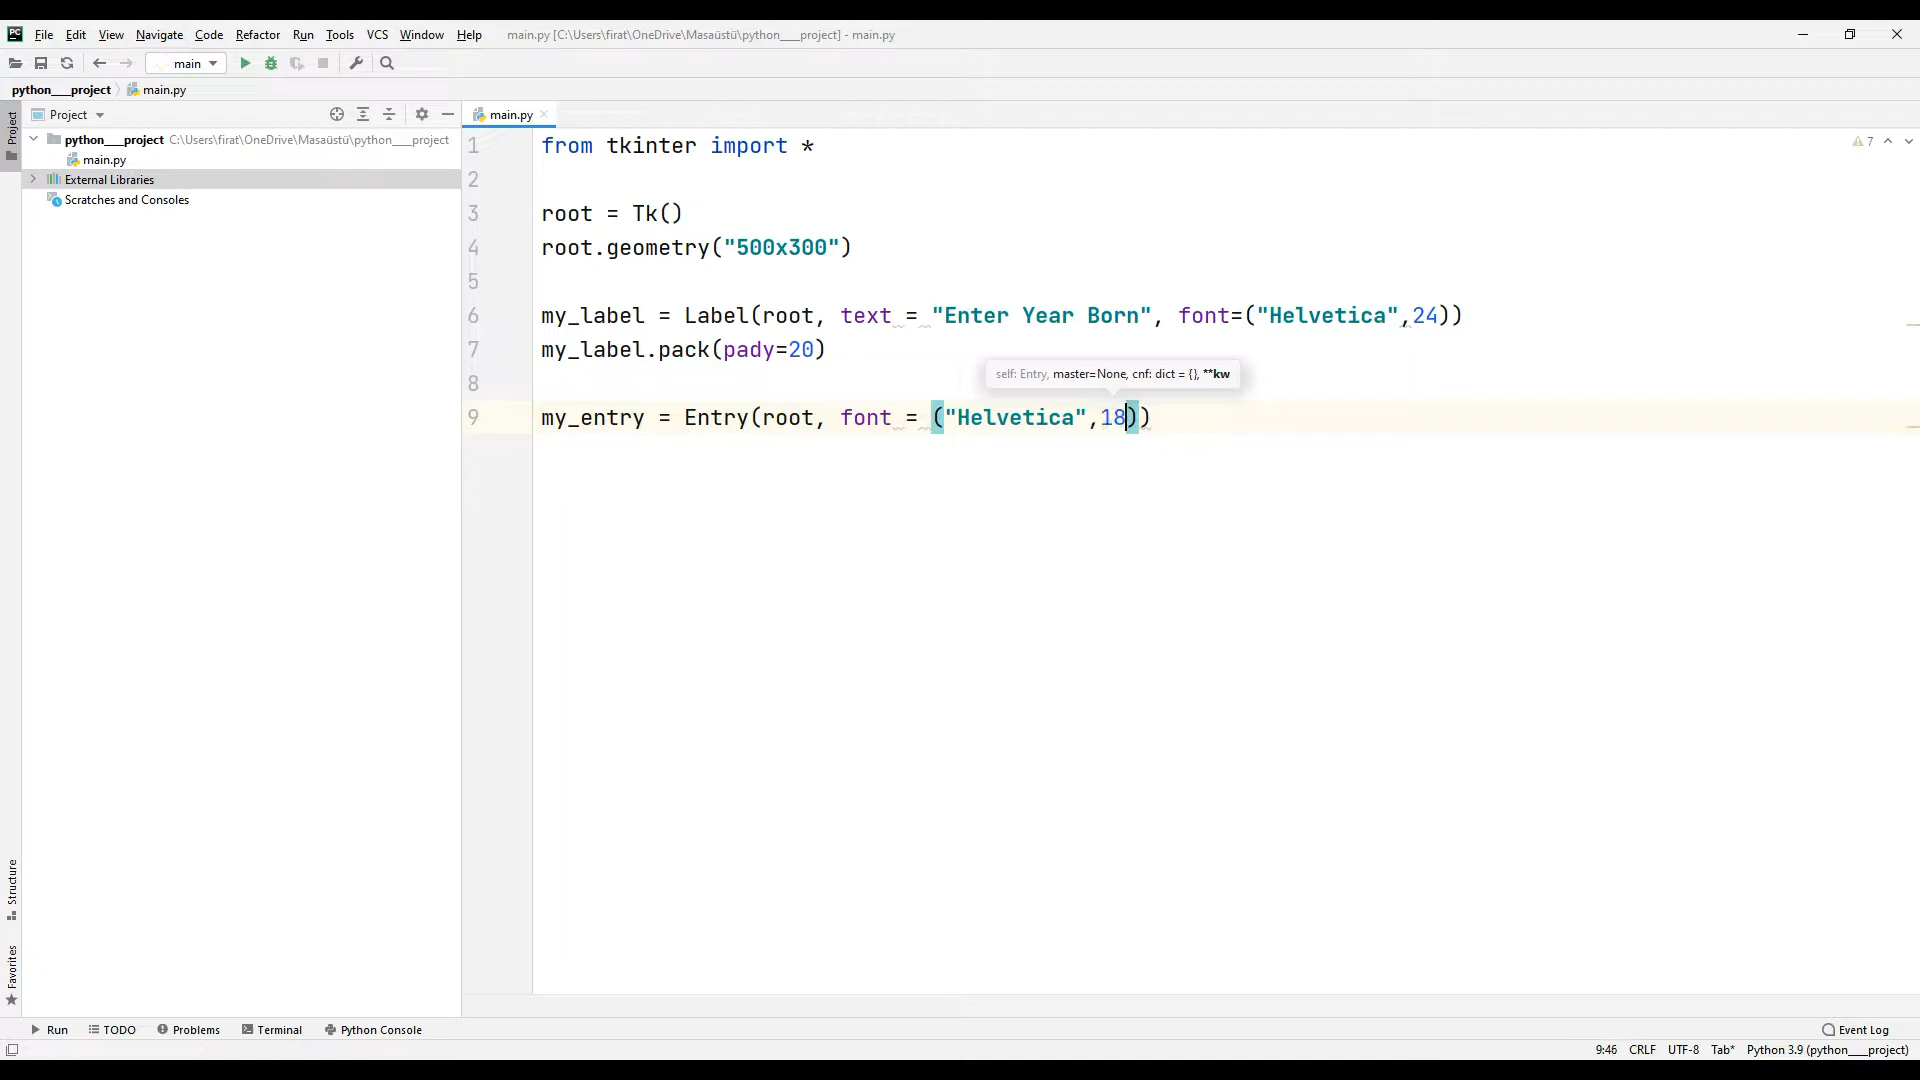 PC File Edit View Navigate Code Refactor Run Tools VCS Window Help main.py [C:\Users\firat\OneDrive\Masaüstü\python___project] - main.py
main
python___project main.py
Project main.py
Project
python___project C:\Users\firat\OneDrive\Masaüstü\python___project
main.py
External Libraries
Scratches and Consoles
7
1 from tkinter import *
2
3 root = Tk()
4 root.geometry("500x300")
5
6 my_label = Label(root, text = "Enter Year Born", font=("Helvetica",24))
7 my_label.pack(pady=20)
self: Entry, master=None, cnf: dict = {}, **kw
8
9 my_entry = Entry(root, font = ("Helvetica",18))
Structure
Favorites
Run TODO Problems Terminal Python Console Event Log
9:46 CRLF UTF-8 Tab* Python 3.9 (python___project)